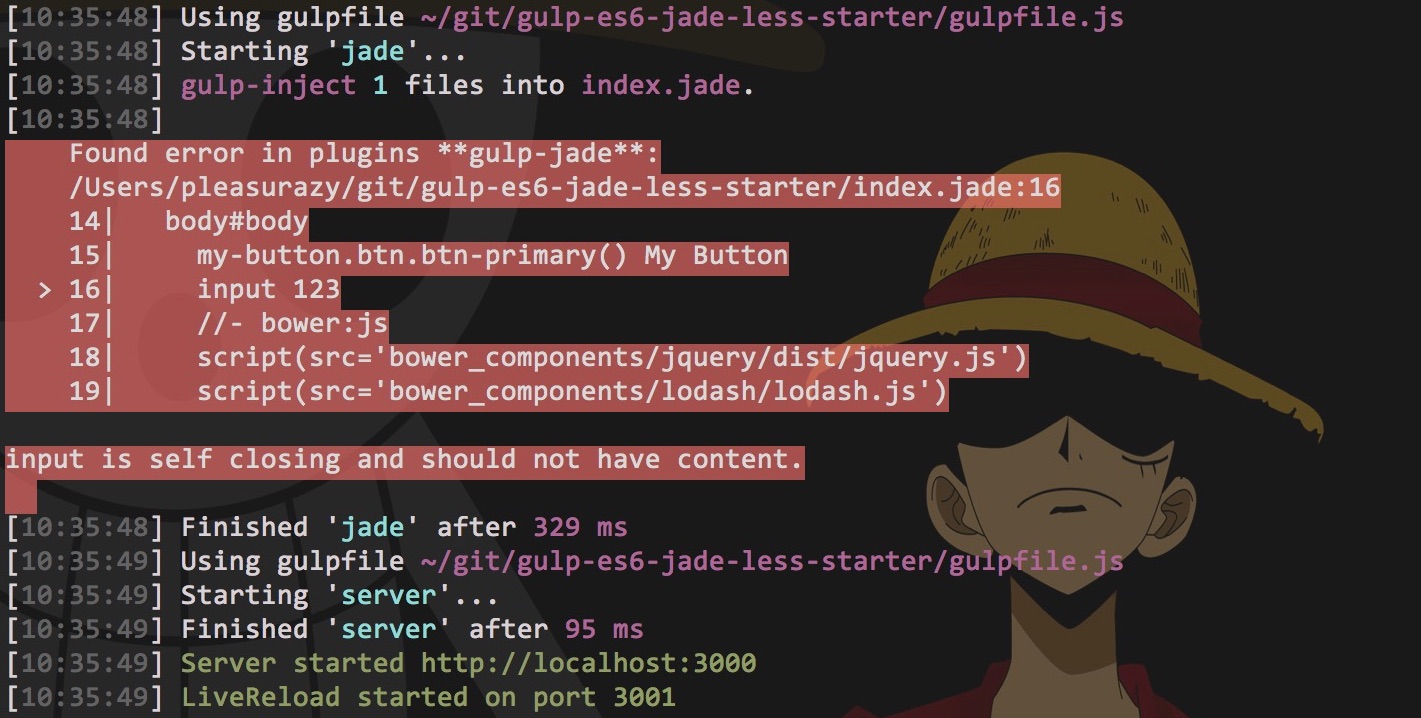 [10:35:48] Using gulpfile ~/git/gulp-es6-jade-less-starter/gulpfile.js
[10:35:48] Starting 'jade'...
[10:35:48] gulp-inject 1 files into index.jade.
[10:35:48]
Found error in plugins **gulp-jade**:
/Users/pleasurazy/git/gulp-es6-jade-less-starter/index.jade:16
14| body#body
15| my-button.btn.btn-primary() My Button
> 16| input 123
17| //- bower:js
18| script(src='bower_components/jquery/dist/jquery.js')
19| script(src='bower_components/lodash/lodash.js')
input is self closing and should not have content.
[10:35:48] Finished 'jade' after 329 ms
[10:35:49] Using gulpfile ~/git/gulp-es6-jade-less-starter/gulpfile.js
[10:35:49] Starting 'server'...
[10:35:49] Finished 'server' after 95 ms
[10:35:49] Server started http://localhost:3000
[10:35:49] LiveReload started on port 3001